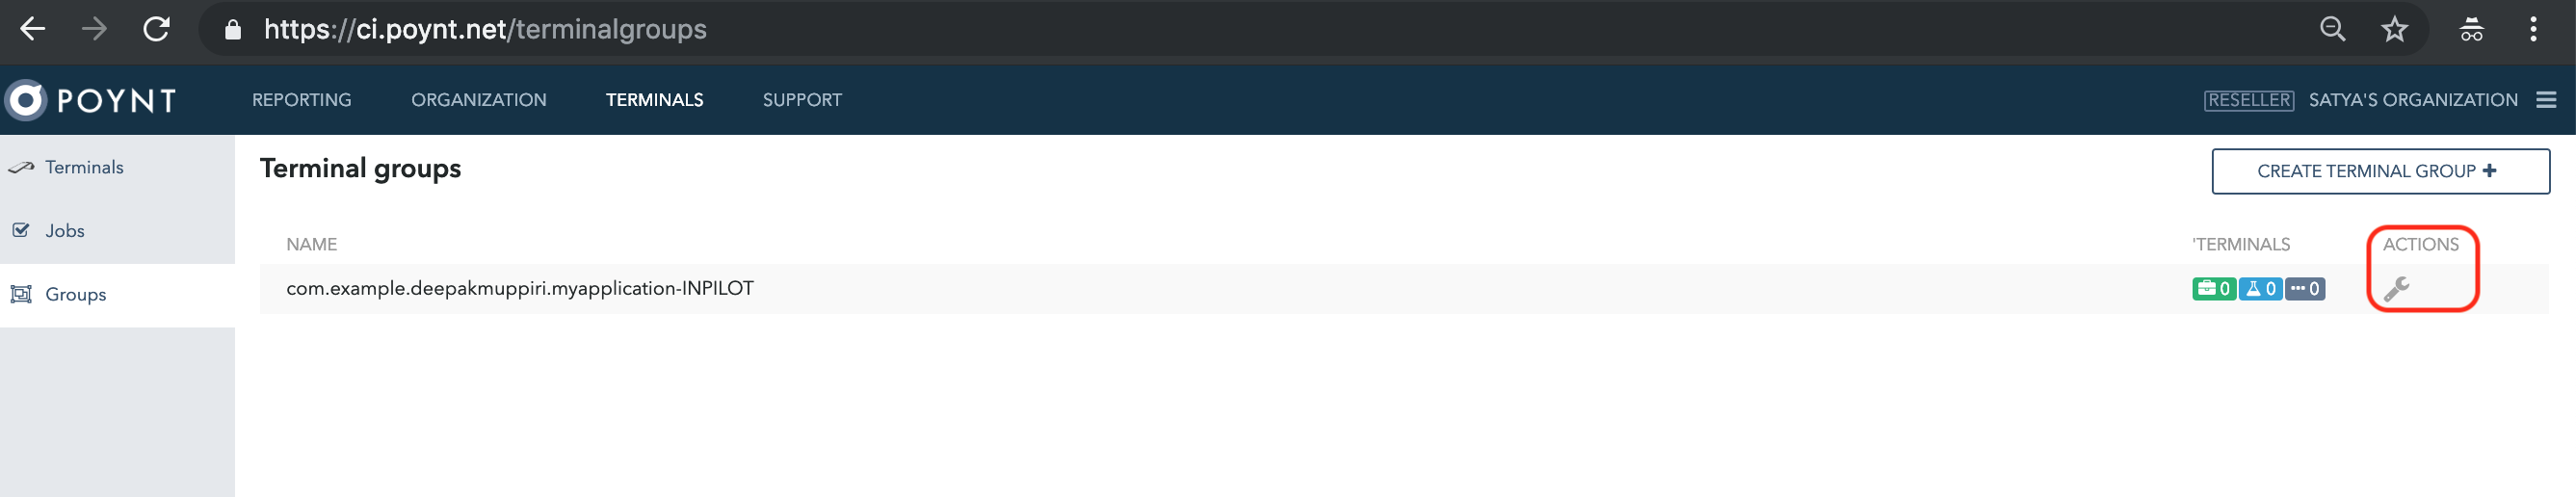 https://ci.poynt.net/terminalgroups
POYNT REPORTING ORGANIZATION TERMINALS SUPPORT RESELLER SATYA'S ORGANIZATION
Terminals
Jobs
Groups
Terminal groups
CREATE TERMINAL GROUP +
NAME 'TERMINALS ACTIONS
com.example.deepakmuppiri.myapplication-INPILOT 0 0 ••• 0